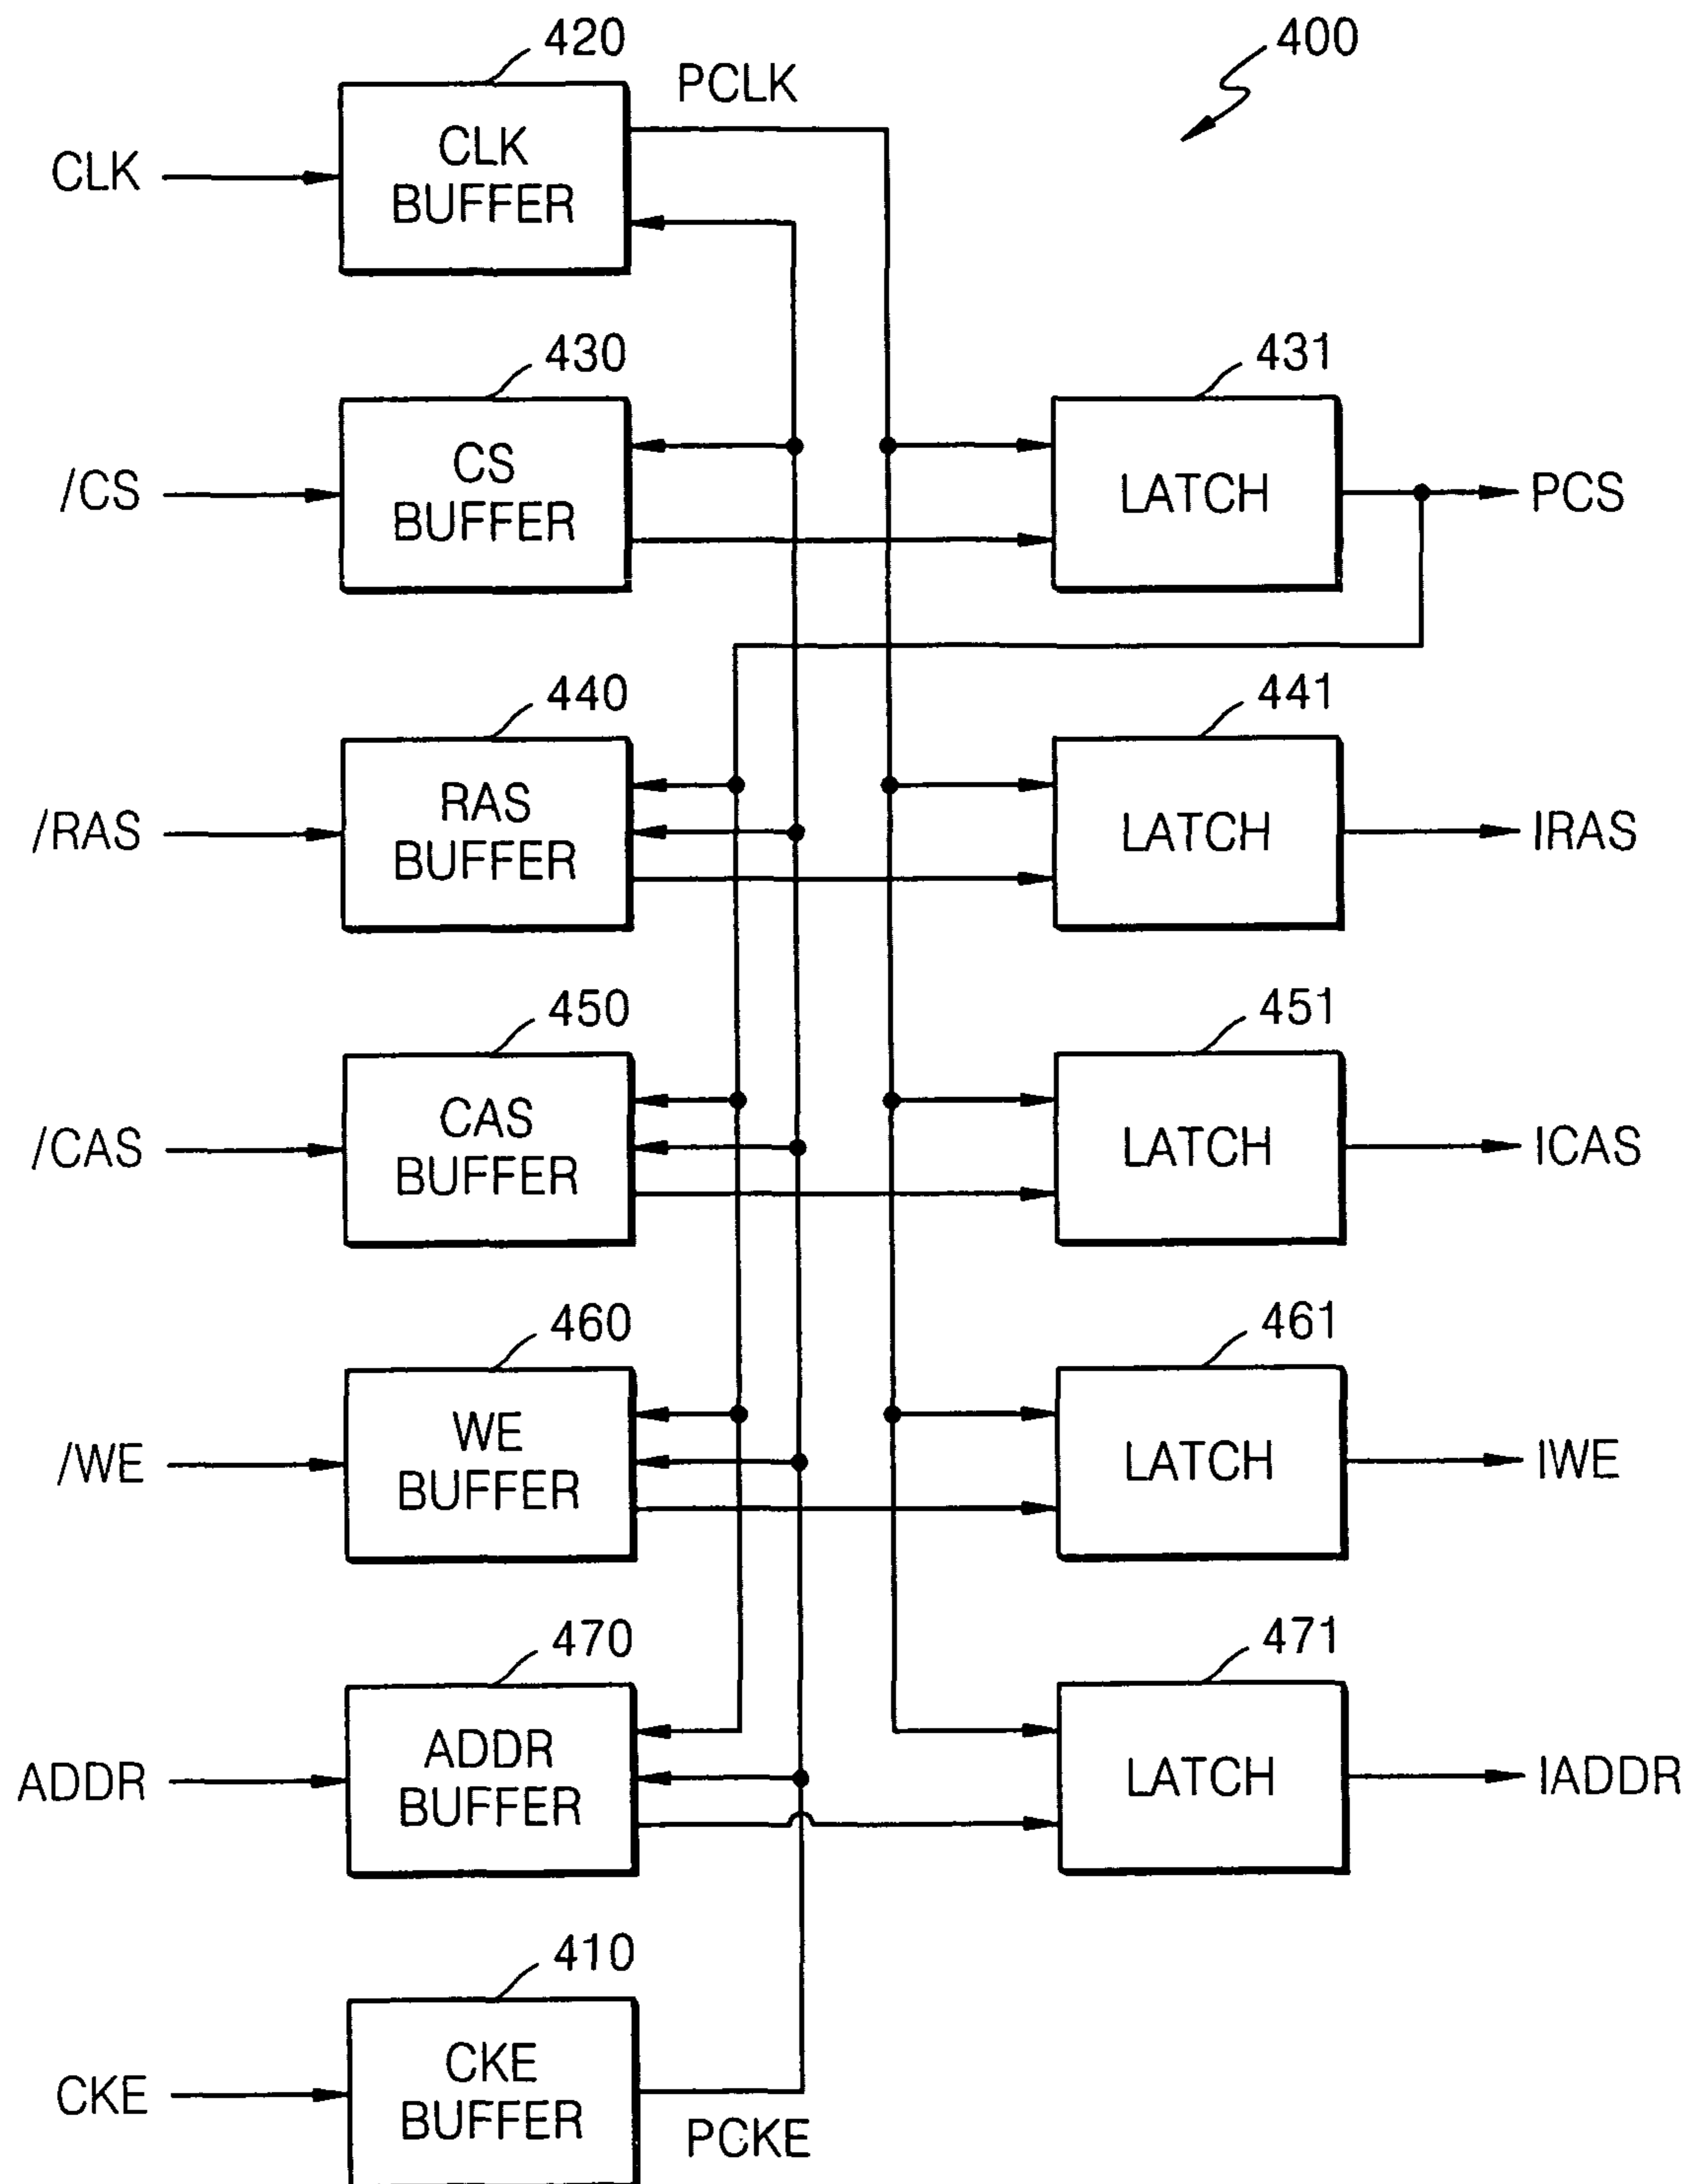 420
400
PCLK
CLK
CLK
BUFFER
430
431
/CS
CS
BUFFER
LATCH
PCS
440
441
/RAS
RAS
BUFFER
LATCH
IRAS
450
451
/CAS
CAS
BUFFER
LATCH
ICAS
460
461
/WE
WE
BUFFER
LATCH
IWE
470
471
ADDR
ADDR
BUFFER
LATCH
IADDR
410
CKE
CKE
BUFFER
PCKE